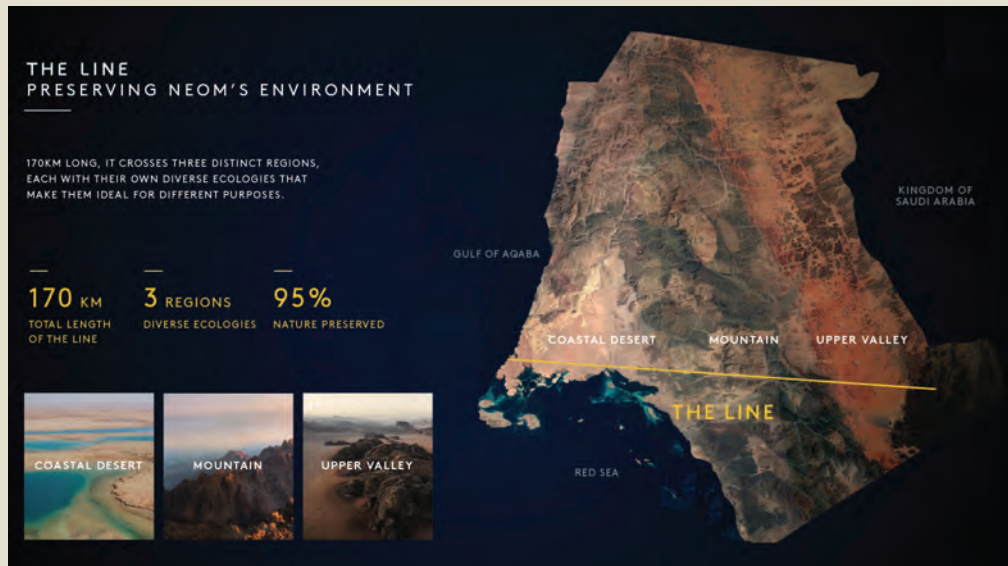 THE LINE
PRESERVING NEOM'S ENVIRONMENT
170KM LONG, IT CROSSES THREE DISTINCT REGIONS,
EACH WITH THEIR OWN DIVERSE ECOLOGIES THAT
MAKE THEM IDEAL FOR DIFFERENT PURPOSES.
170 KM
TOTAL LENGTH
OF THE LINE
3 REGIONS
DIVERSE ECOLOGIES
95%
NATURE PRESERVED
COASTAL DESERT
MOUNTAIN
UPPER VALLEY
GULF OF AQABA
KINGDOM OF
SAUDI ARABIA
COASTAL DESERT
MOUNTAIN
UPPER VALLEY
THE LINE
RED SEA